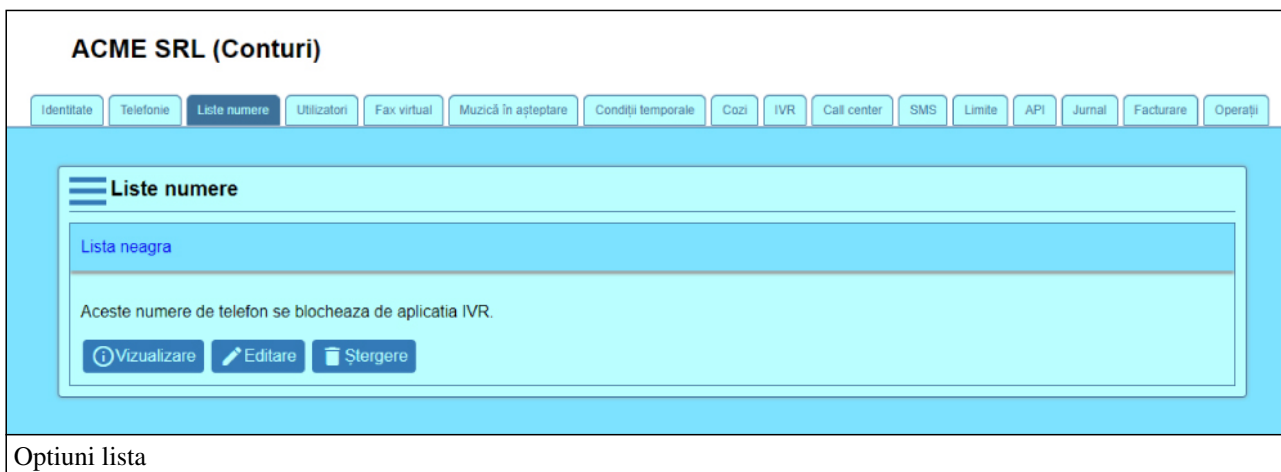 ACME SRL (Conturi)
Identitate Telefonie Liste numere Utilizatori Fax virtual Muzică în așteptare Condiții temporale Cozi IVR Call center SMS Limite API Jurnal Facturare Operații
Liste numere
Lista neagra
Aceste numere de telefon se blocheaza de aplicatia IVR.
Vizualizare Editare Ștergere
Optiuni lista